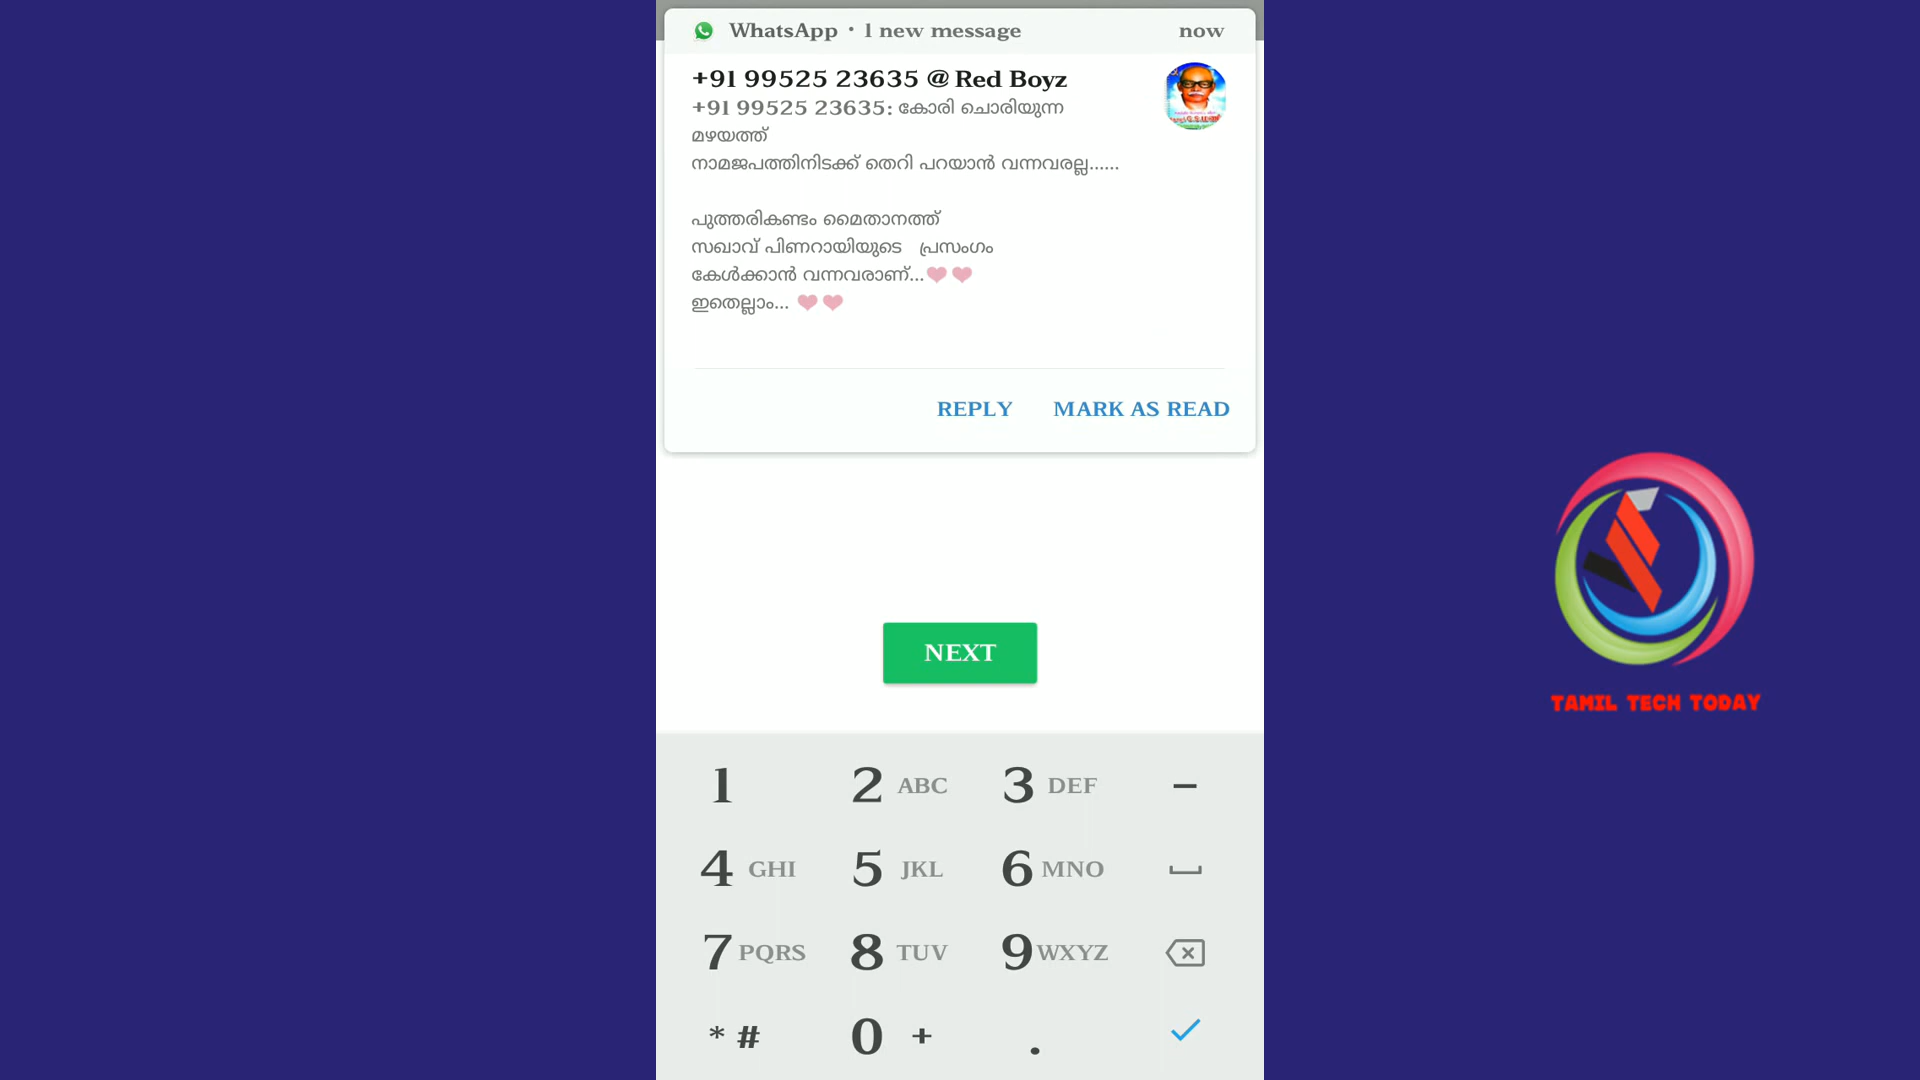 WhatsApp • 1 new message now
+91 99525 23635 @ Red Boyz
+91 99525 23635: കോരി ചൊരിയുന്ന
മഴയത്ത്
നാമജപത്തിനിടക്ക് തെറി പറയാൻ വന്നവരല്ല......
പുത്തരികണ്ടം മൈതാനത്ത്
സഖാവ് പിണറായിയുടെ പ്രസംഗം
കേൾക്കാൻ വന്നവരാണ്...❤❤
ഇതെല്ലാം... ❤❤
REPLY MARK AS READ
NEXT
TAMIL TECH TODAY
1 2 ABC 3 DEF –
4 GHI 5 JKL 6 MNO
7 PQRS 8 TUV 9 WXYZ
* # 0 + .